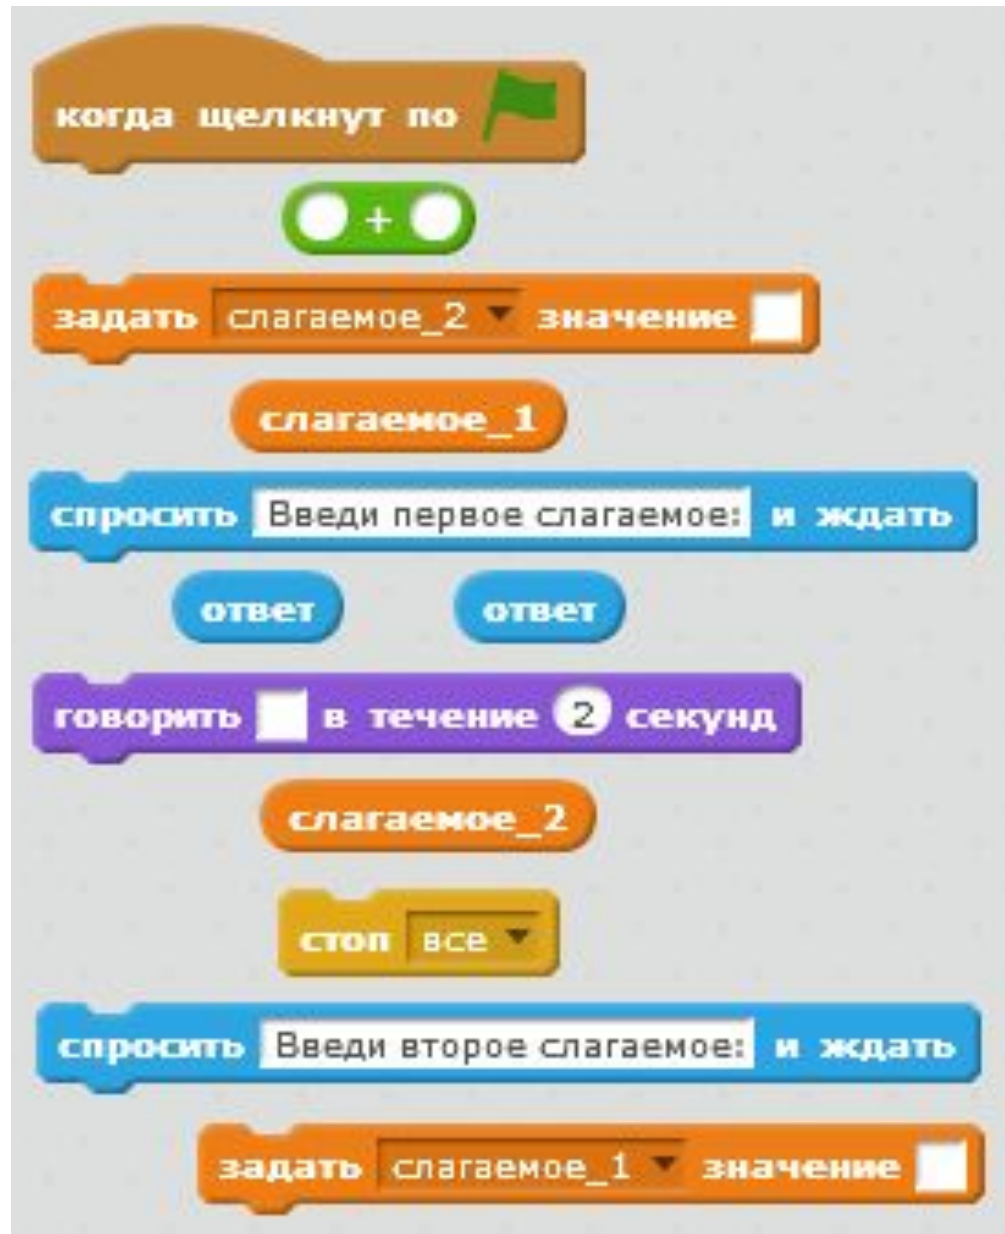 когда щелкнут по
+
задать слагаемое_2 значение
слагаемое_1
спросить Введи первое слагаемое: и ждать
ответ ответ
говорить в течение 2 секунд
слагаемое_2
стоп все
спросить Введи второе слагаемое: и ждать
задать слагаемое_1 значение